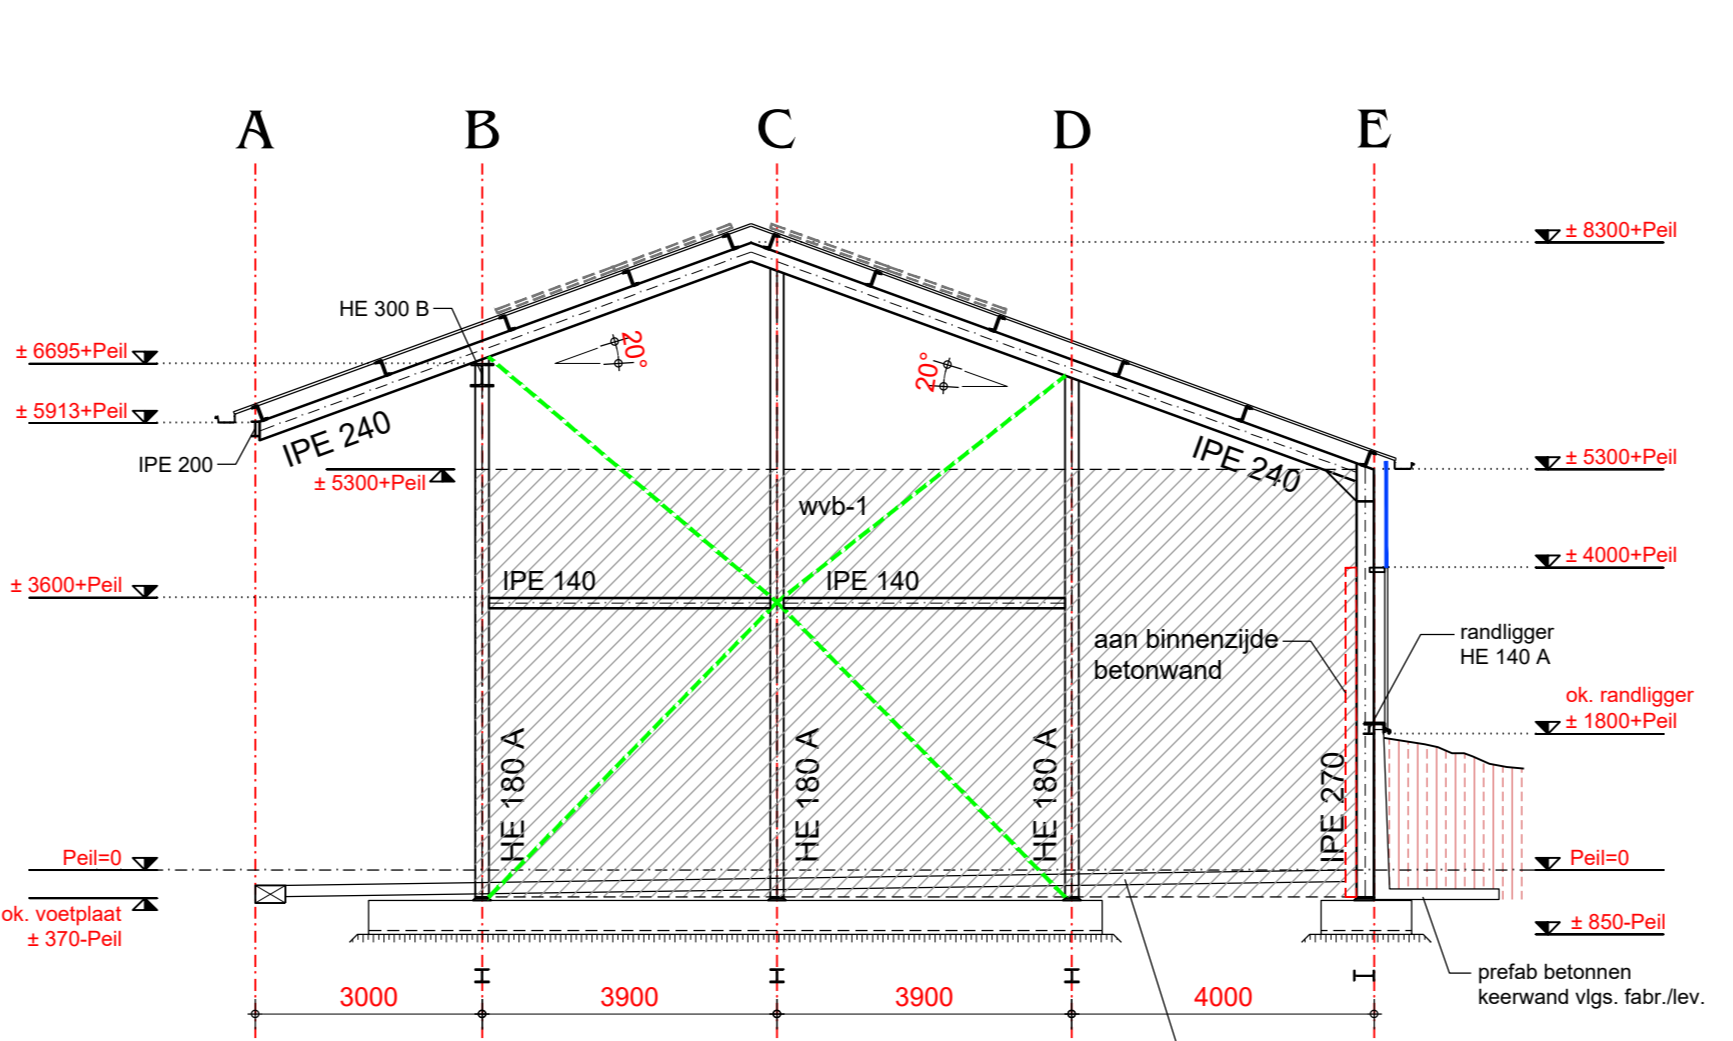 A B C D E
± 8300+Peil
HE 300 B
± 6695+Peil
20°
20°
± 5913+Peil
IPE 240
IPE 200
IPE 240
± 5300+Peil
± 5300+Peil
wvb-1
± 4000+Peil
± 3600+Peil
IPE 140
IPE 140
aan binnenzijde
betonwand
randligger
HE 140 A
ok. randligger
± 1800+Peil
HE 180 A
HE 180 A
HE 180 A
IPE 270
Peil=0
Peil=0
ok. voetplaat
± 370-Peil
± 850-Peil
prefab betonnen
keerwand vlgs. fabr./lev.
3000 3900 3900 4000